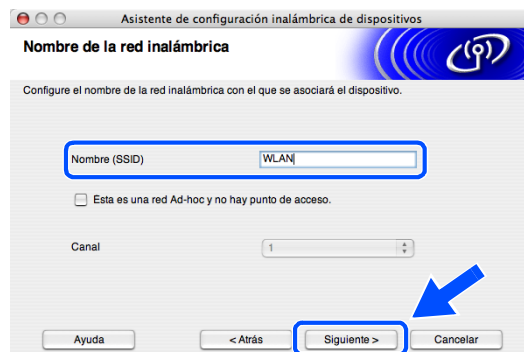 Asistente de configuración inalámbrica de dispositivos
Nombre de la red inalámbrica
Configure el nombre de la red inalámbrica con el que se asociará el dispositivo.
Nombre (SSID) WLAN
Esta es una red Ad-hoc y no hay punto de acceso.
Canal 1
Ayuda < Atrás Siguiente > Cancelar